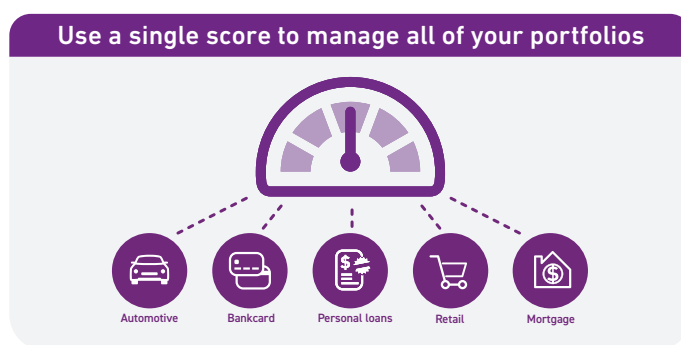 Use a single score to manage all of your portfolios
$
$
Automotive
Bankcard
Personal loans
Retail
Mortgage